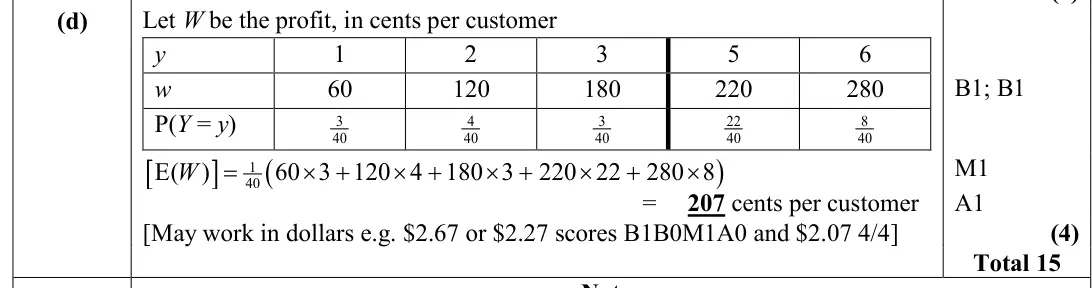 (d) Let W be the profit, in cents per customer
y 1 2 3 5 6
w 60 120 180 220 280 B1; B1
P(Y = y) 3/40 4/40 3/40 22/40 8/40
[E(W)] = 1/40 (60 × 3 + 120 × 4 + 180 × 3 + 220 × 22 + 280 × 8) M1
= 207 cents per customer A1
[May work in dollars e.g. $2.67 or $2.27 scores B1B0M1A0 and $2.07 4/4] (4)
Total 15